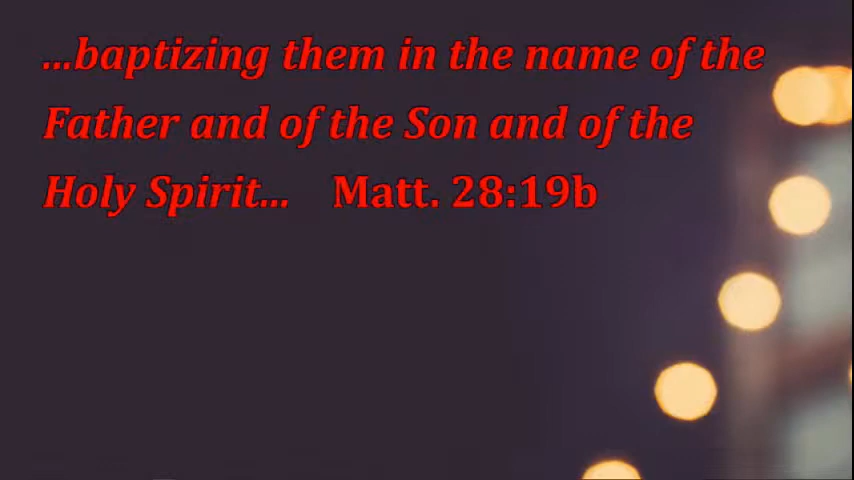 ...baptizing them in the name of the
Father and of the Son and of the
Holy Spirit... Matt. 28:19b